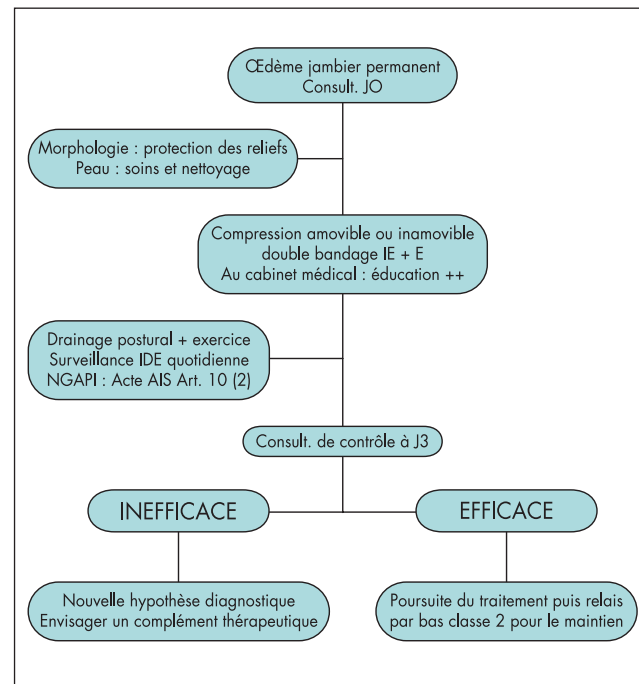 Œdème jambier permanent
Consult. JO
Morphologie : protection des reliefs
Peau : soins et nettoyage
Compression amovible ou inamovible
double bandage IE + E
Au cabinet médical : éducation ++
Drainage postural + exercice
Surveillance IDE quotidienne
NGAPI : Acte AIS Art. 10 (2)
Consult. de contrôle à J3
INEFFICACE
EFFICACE
Nouvelle hypothèse diagnostique
Envisager un complément thérapeutique
Poursuite du traitement puis relais
par bas classe 2 pour le maintien